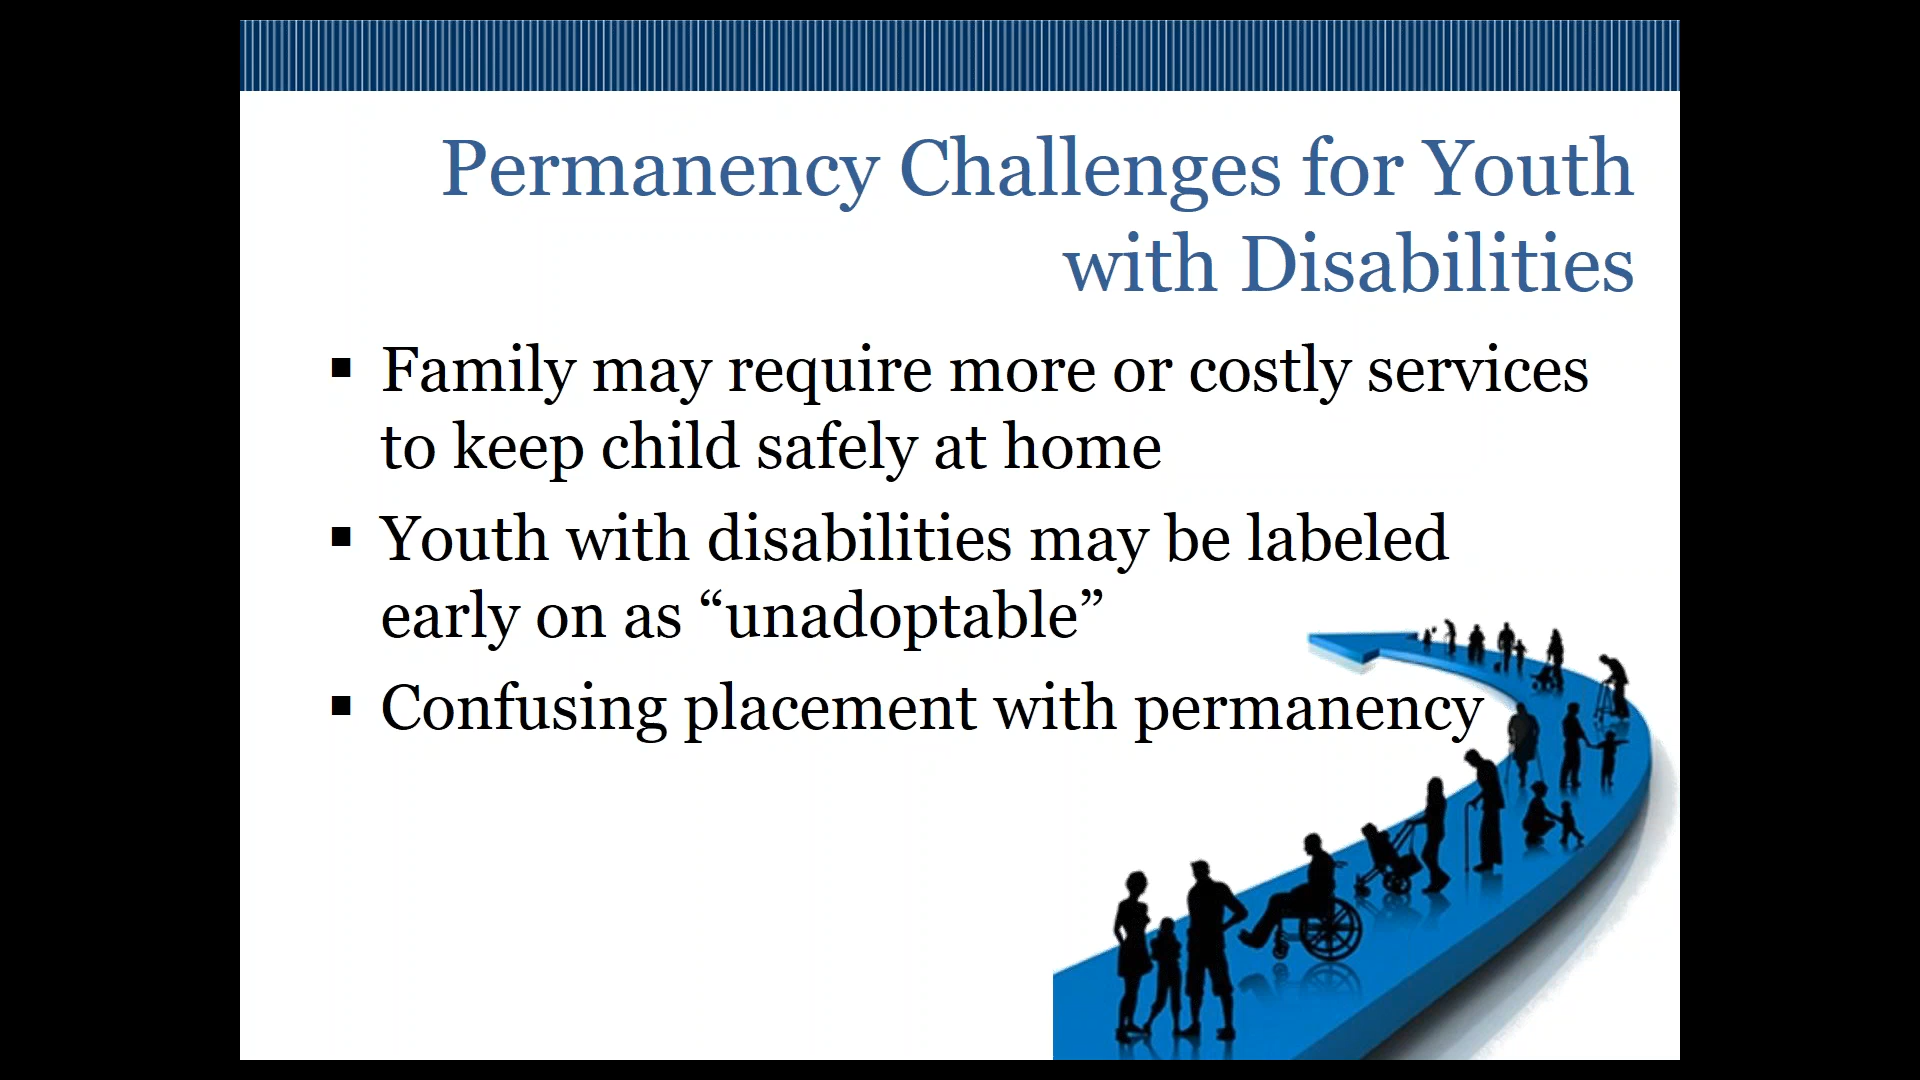 Permanency Challenges for Youth
with Disabilities
▪ Family may require more or costly services
to keep child safely at home
▪ Youth with disabilities may be labeled
early on as “unadoptable”
▪ Confusing placement with permanency